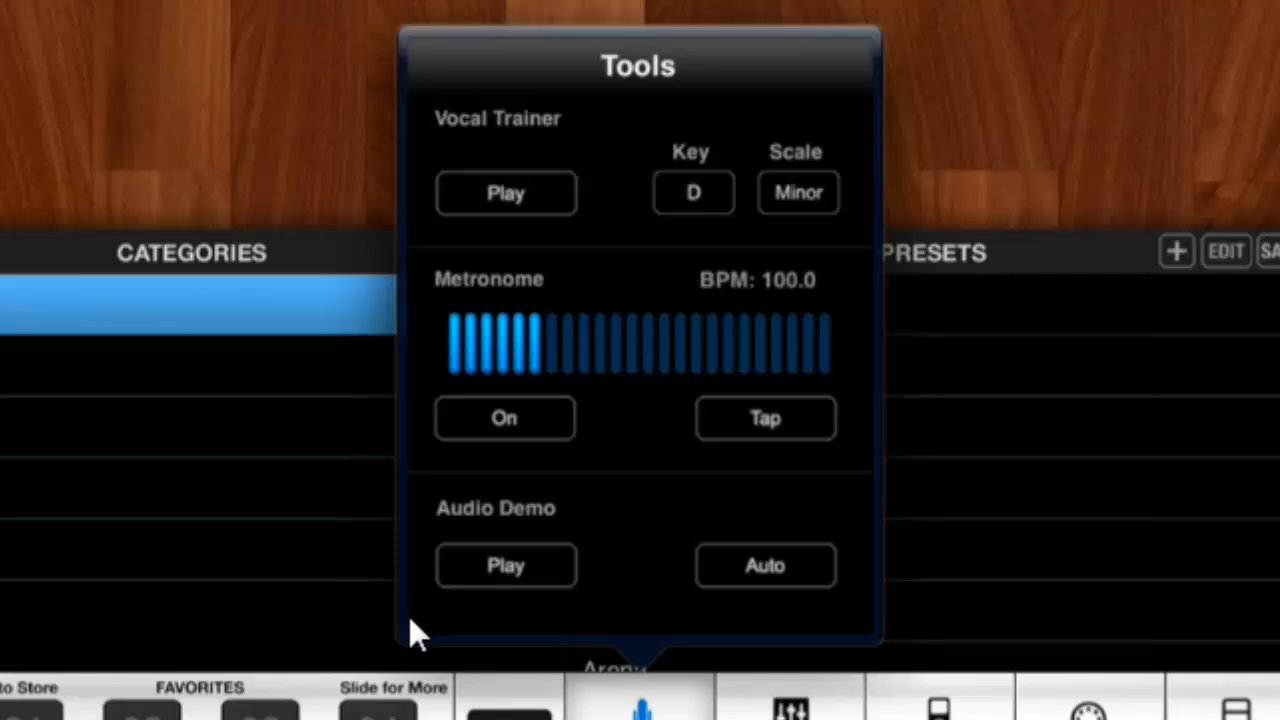 Tools
Vocal Trainer
Key
Scale
Play
D
Minor
CATEGORIES
PRESETS
EDIT
Metronome
BPM: 100.0
On
Tap
Audio Demo
Play
Auto
to Store
FAVORITES
Slide for More